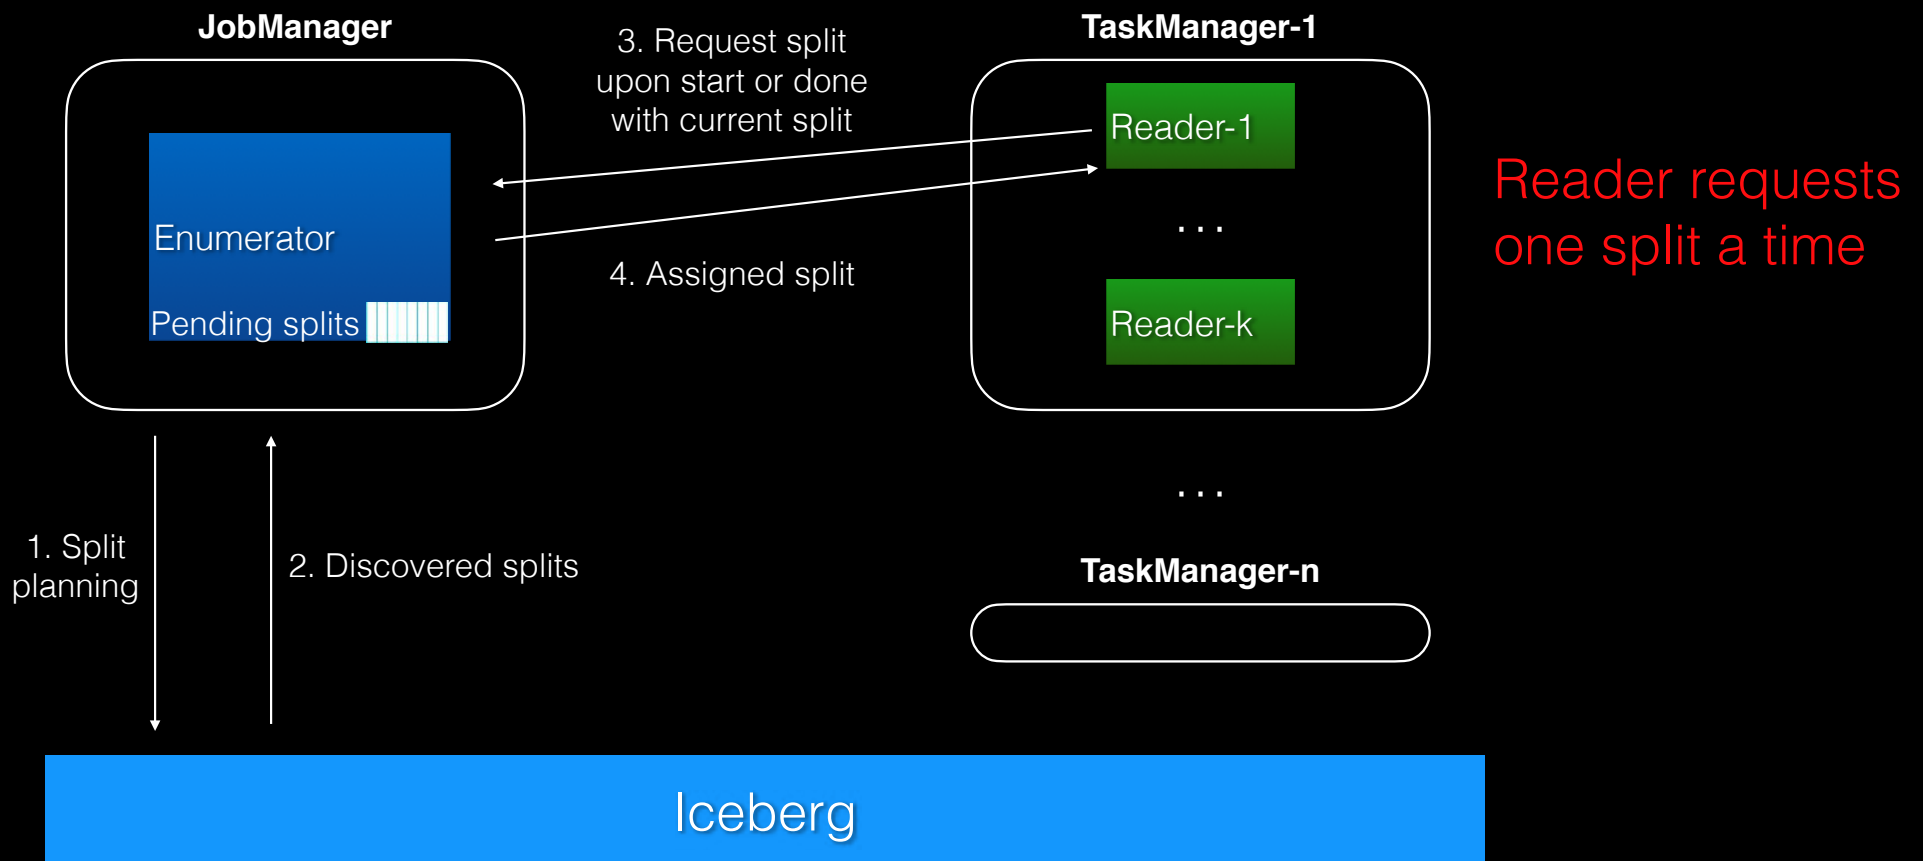 JobManager
3. Request split
upon start or done
with current split
TaskManager-1
Reader-1
Reader requests
one split a time
Enumerator
. . .
4. Assigned split
Pending splits
Reader-k
. . .
1. Split
planning
2. Discovered splits
TaskManager-n
Iceberg